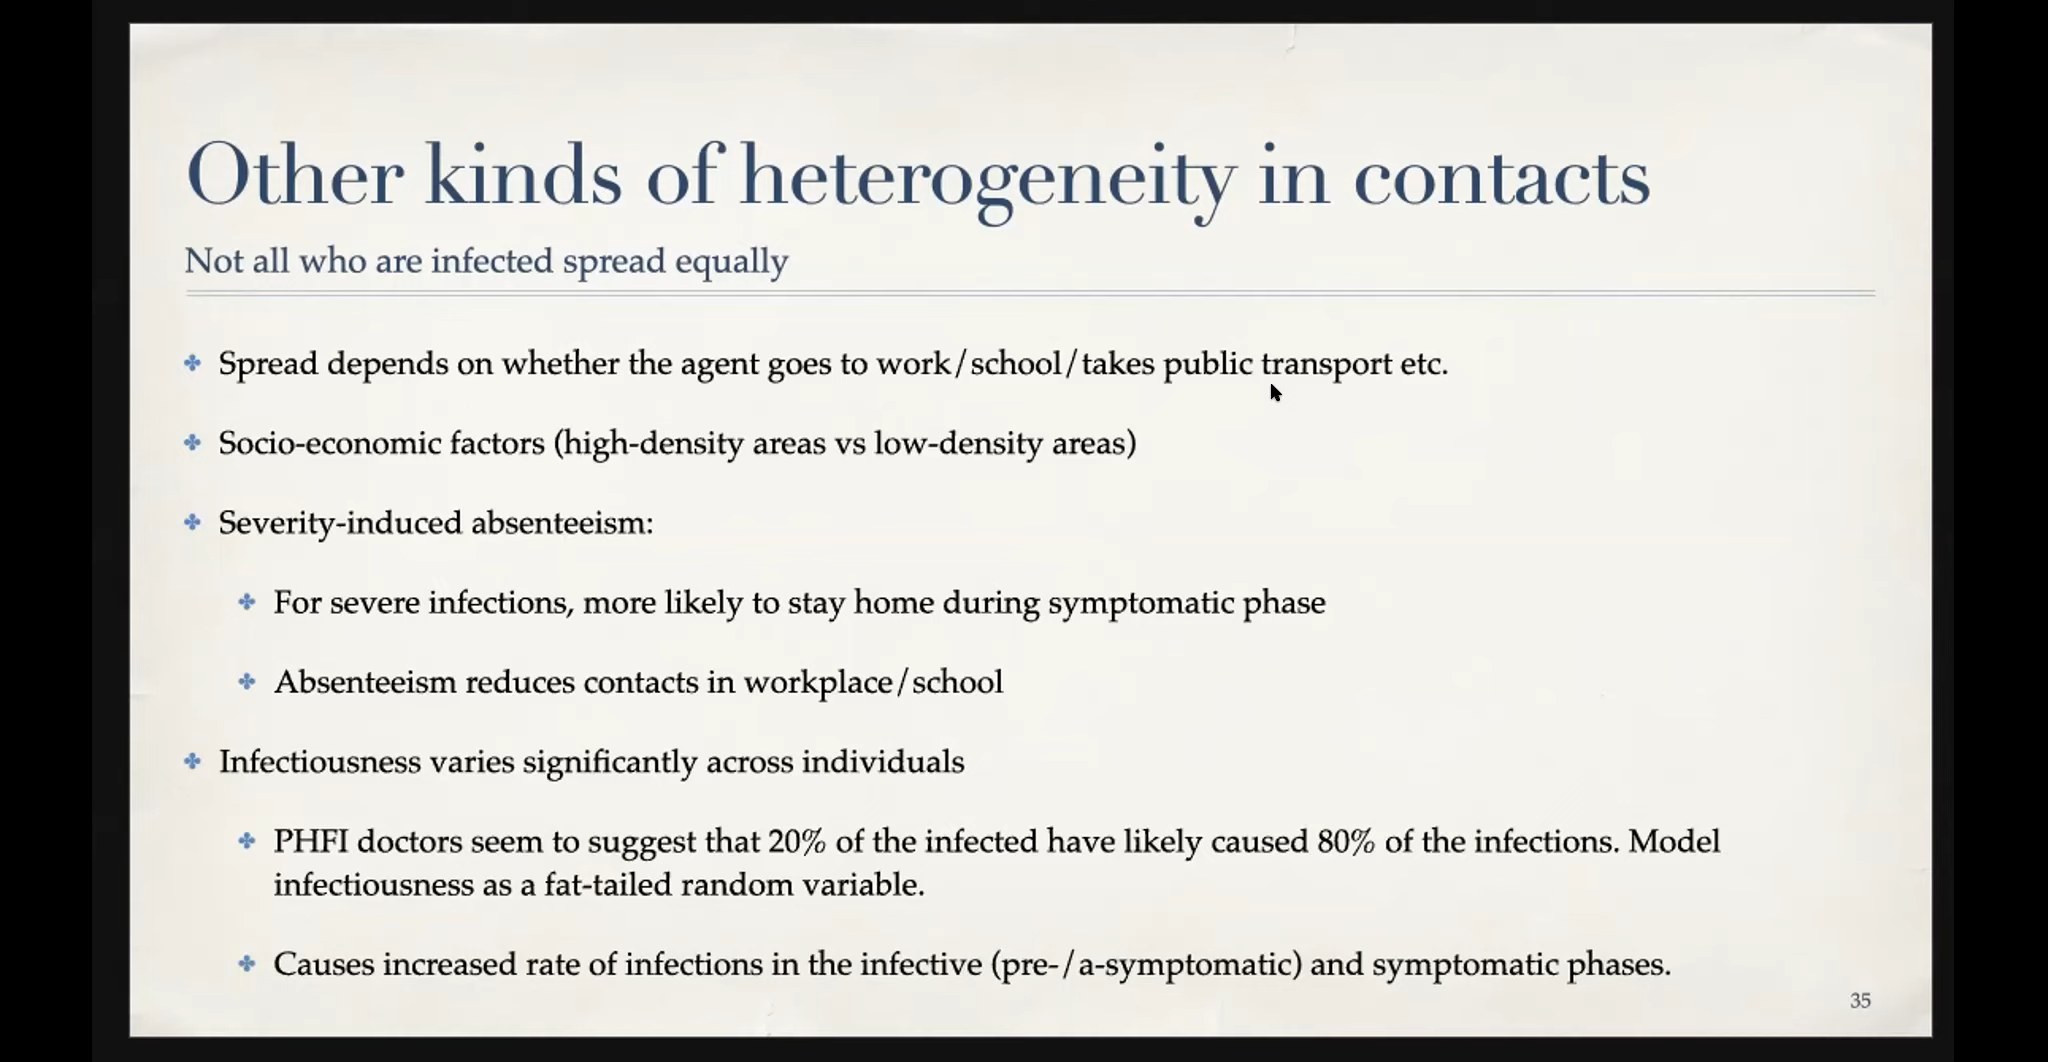 Other kinds of heterogeneity in contacts
Not all who are infected spread equally
Spread depends on whether the agent goes to work/school/takes public transport etc.
Socio-economic factors (high-density areas vs low-density areas)
Severity-induced absenteeism:
For severe infections, more likely to stay home during symptomatic phase
Absenteeism reduces contacts in workplace/school
Infectiousness varies significantly across individuals
PHFI doctors seem to suggest that 20% of the infected have likely caused 80% of the infections. Model
infectiousness as a fat-tailed random variable.
Causes increased rate of infections in the infective (pre-/a-symptomatic) and symptomatic phases.
35